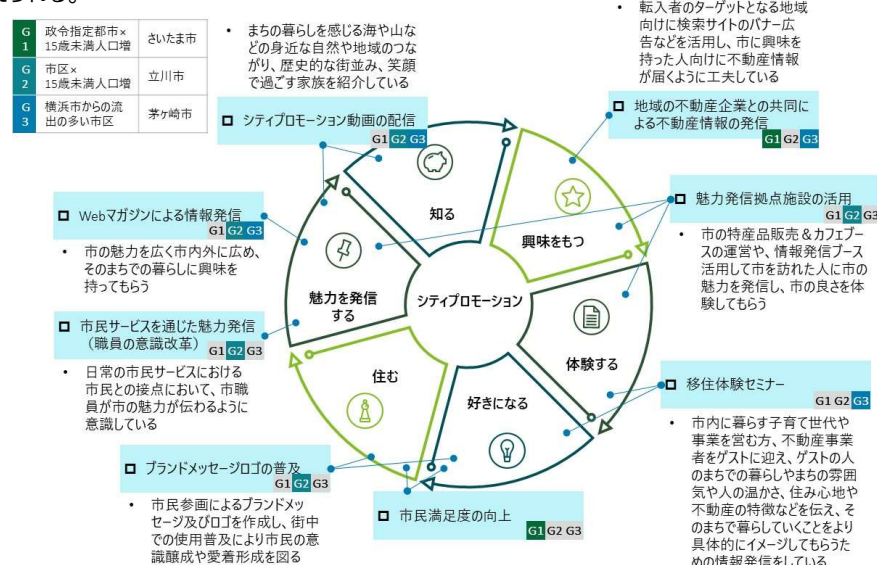 G
1
政令指定都市×
15歳未満人口増
さいたま市
G
2
市区×
15歳未満人口増
立川市
G
3
横浜市からの流
出の多い市区
茅ヶ崎市
• まちの暮らしを感じる海や山な
どの身近な自然や地域のつな
がり、歴史的な街並み、笑顔
で過ごす家族を紹介している
シティプロモーション動画の配信
G1 G2 G3
• 転入者のターゲットとなる地域
向けに検索サイトのバナー広
告などを活用し、市に興味を
持った人向けに不動産情報
が届くように工夫している
地域の不動産企業との共同に
よる不動産情報の発信
G1 G2 G3
Webマガジンによる情報発信
G1 G2 G3
• 市の魅力を広く市内外に広め、
そのまちでの暮らしに興味を
持ってもらう
魅力発信拠点施設の活用
G1 G2 G3
• 市の特産品販売＆カフェブー
スの運営や、情報発信ブース
活用して市を訪れた人に市の
魅力を発信し、市の良さを体
験してもらう
知る
興味をもつ
魅力を発信
する
シティプロモーション
体験する
住む
好きになる
市民サービスを通じた魅力発信
（職員の意識改革）
G1 G2 G3
• 日常の市民サービスにおける
市民との接点において、市職
員が市の魅力が伝わるように
意識している
移住体験セミナー
G1 G2 G3
• 市内に暮らす子育て世代や
事業を営む方、不動産事業
者をゲストに迎え、ゲストの人
のまちでの暮らしやまちの雰囲
気や人の温かさ、住み心地や
不動産の特徴などを伝え、そ
のまちで暮らしていくことをより
具体的にイメージしてもらうた
めの情報発信をしている
ブランドメッセージロゴの普及
G1 G2 G3
• 市民参画によるブランドメッ
セージ及びロゴを作成し、街中
での使用普及により市民の意
識醸成や愛着形成を図る
市民満足度の向上
G1 G2 G3